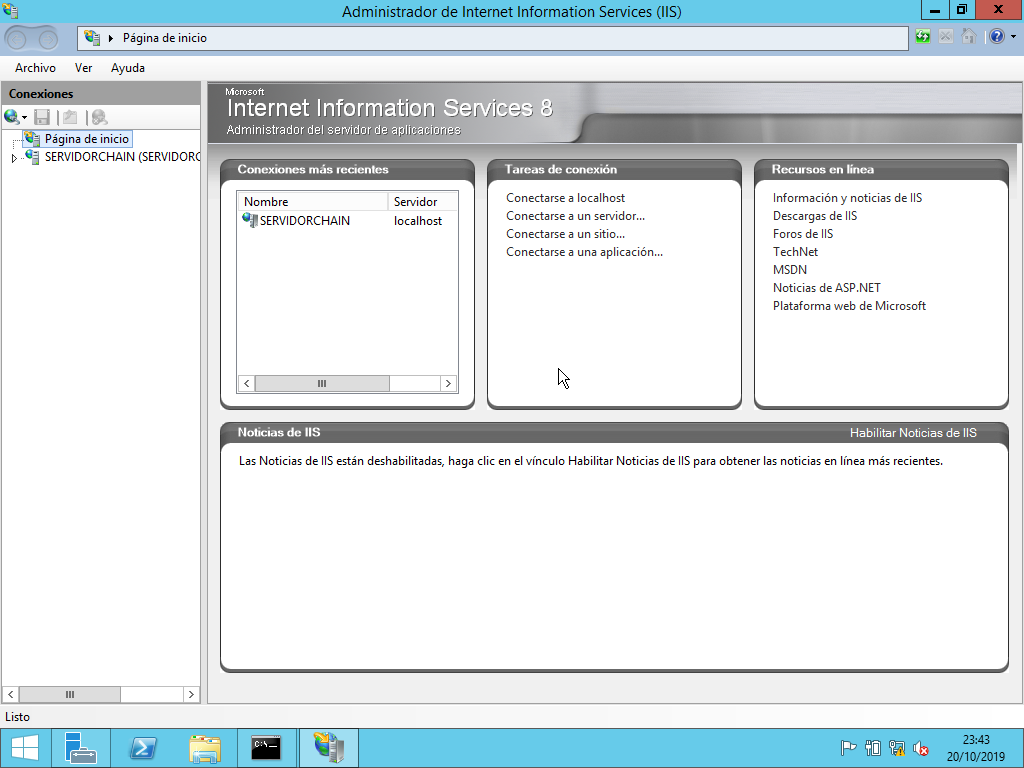 Administrador de Internet Information Services (IIS)
Página de inicio
Archivo Ver Ayuda
Conexiones
Página de inicio
SERVIDORCHAIN (SERVIDORC
Microsoft
Internet Information Services 8
Administrador del servidor de aplicaciones
Conexiones más recientes
Nombre Servidor
SERVIDORCHAIN localhost
Tareas de conexión
Conectarse a localhost
Conectarse a un servidor...
Conectarse a un sitio...
Conectarse a una aplicación...
Recursos en línea
Información y noticias de IIS
Descargas de IIS
Foros de IIS
TechNet
MSDN
Noticias de ASP.NET
Plataforma web de Microsoft
Noticias de IIS Habilitar Noticias de IIS
Las Noticias de IIS están deshabilitadas, haga clic en el vínculo Habilitar Noticias de IIS para obtener las noticias en línea más recientes.
Listo
23:43
20/10/2019